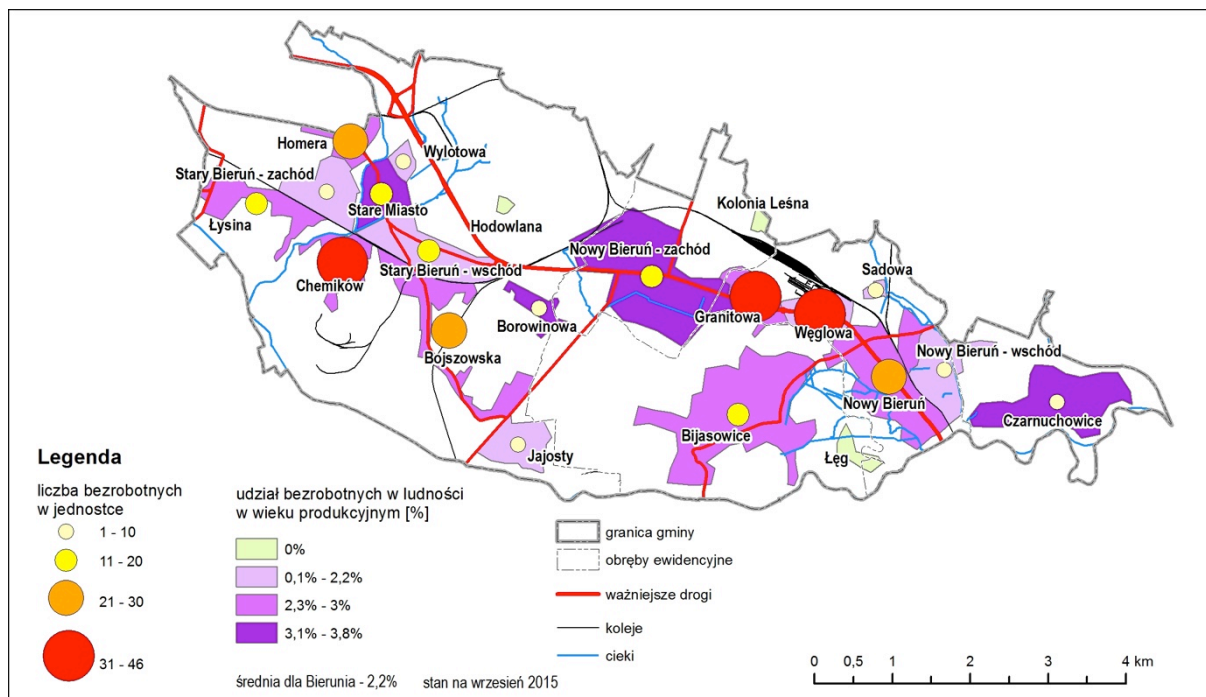 Homera
Wylotowa
Stary Bieruń - zachód
Stare Miasto
Łysina
Hodowlana
Kolonia Leśna
Stary Bieruń - wschód
Nowy Bieruń - zachód
Sadowa
Chemików
Borowinowa
Granitowa
Węglowa
Bojszowska
Nowy Bieruń - wschód
Nowy Bieruń
Czarnuchowice
Bijasowice
Jajosty
Łęg
Legenda
liczba bezrobotnych
w jednostce
1 - 10
11 - 20
21 - 30
31 - 46
udział bezrobotnych w ludności
w wieku produkcyjnym [%]
0%
0,1% - 2,2%
2,3% - 3%
3,1% - 3,8%
średnia dla Bierunia - 2,2% stan na wrzesień 2015
granica gminy
obręby ewidencyjne
ważniejsze drogi
koleje
cieki
0 0,5 1 2 3 4 km